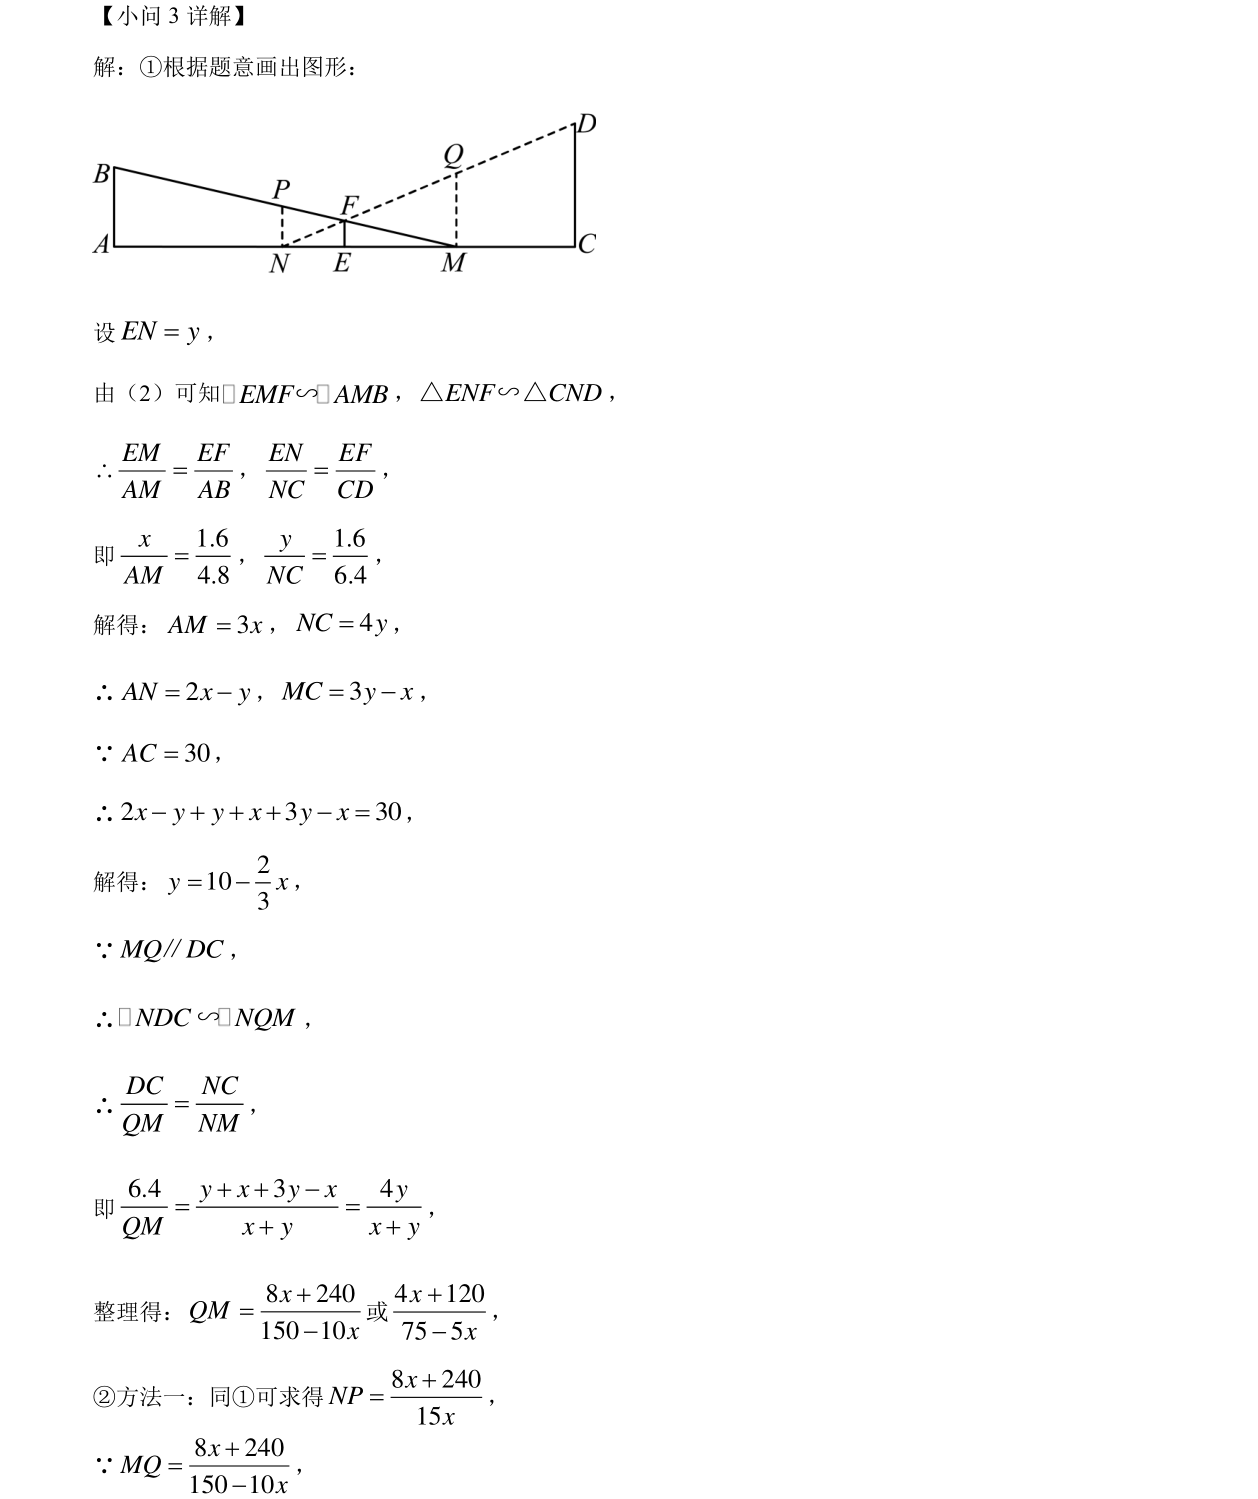 【小问 3 详解】
解：①根据题意画出图形：
D
Q
B
P
F
A
C
N E M
设 EN = y，
由（2）可知□EMF∽□AMB，△ENF∽△CND，
∴ EM/AM = EF/AB， EN/NC = EF/CD，
即 x/AM = 1.6/4.8， y/NC = 1.6/6.4，
解得： AM = 3x， NC = 4y，
∴ AN = 2x − y， MC = 3y − x，
∵ AC = 30，
∴ 2x − y + y + x + 3y − x = 30，
解得： y = 10 − 2/3 x，
∵ MQ// DC，
∴ □NDC ∽□NQM ，
∴ DC/QM = NC/NM，
即 6.4/QM = (y + x + 3y − x)/(x + y) = 4y/(x + y)，
整理得： QM = (8x + 240)/(150 − 10x) 或 (4x + 120)/(75 − 5x)，
②方法一：同①可求得 NP = (8x + 240)/(15x)，
∵ MQ = (8x + 240)/(150 − 10x)，